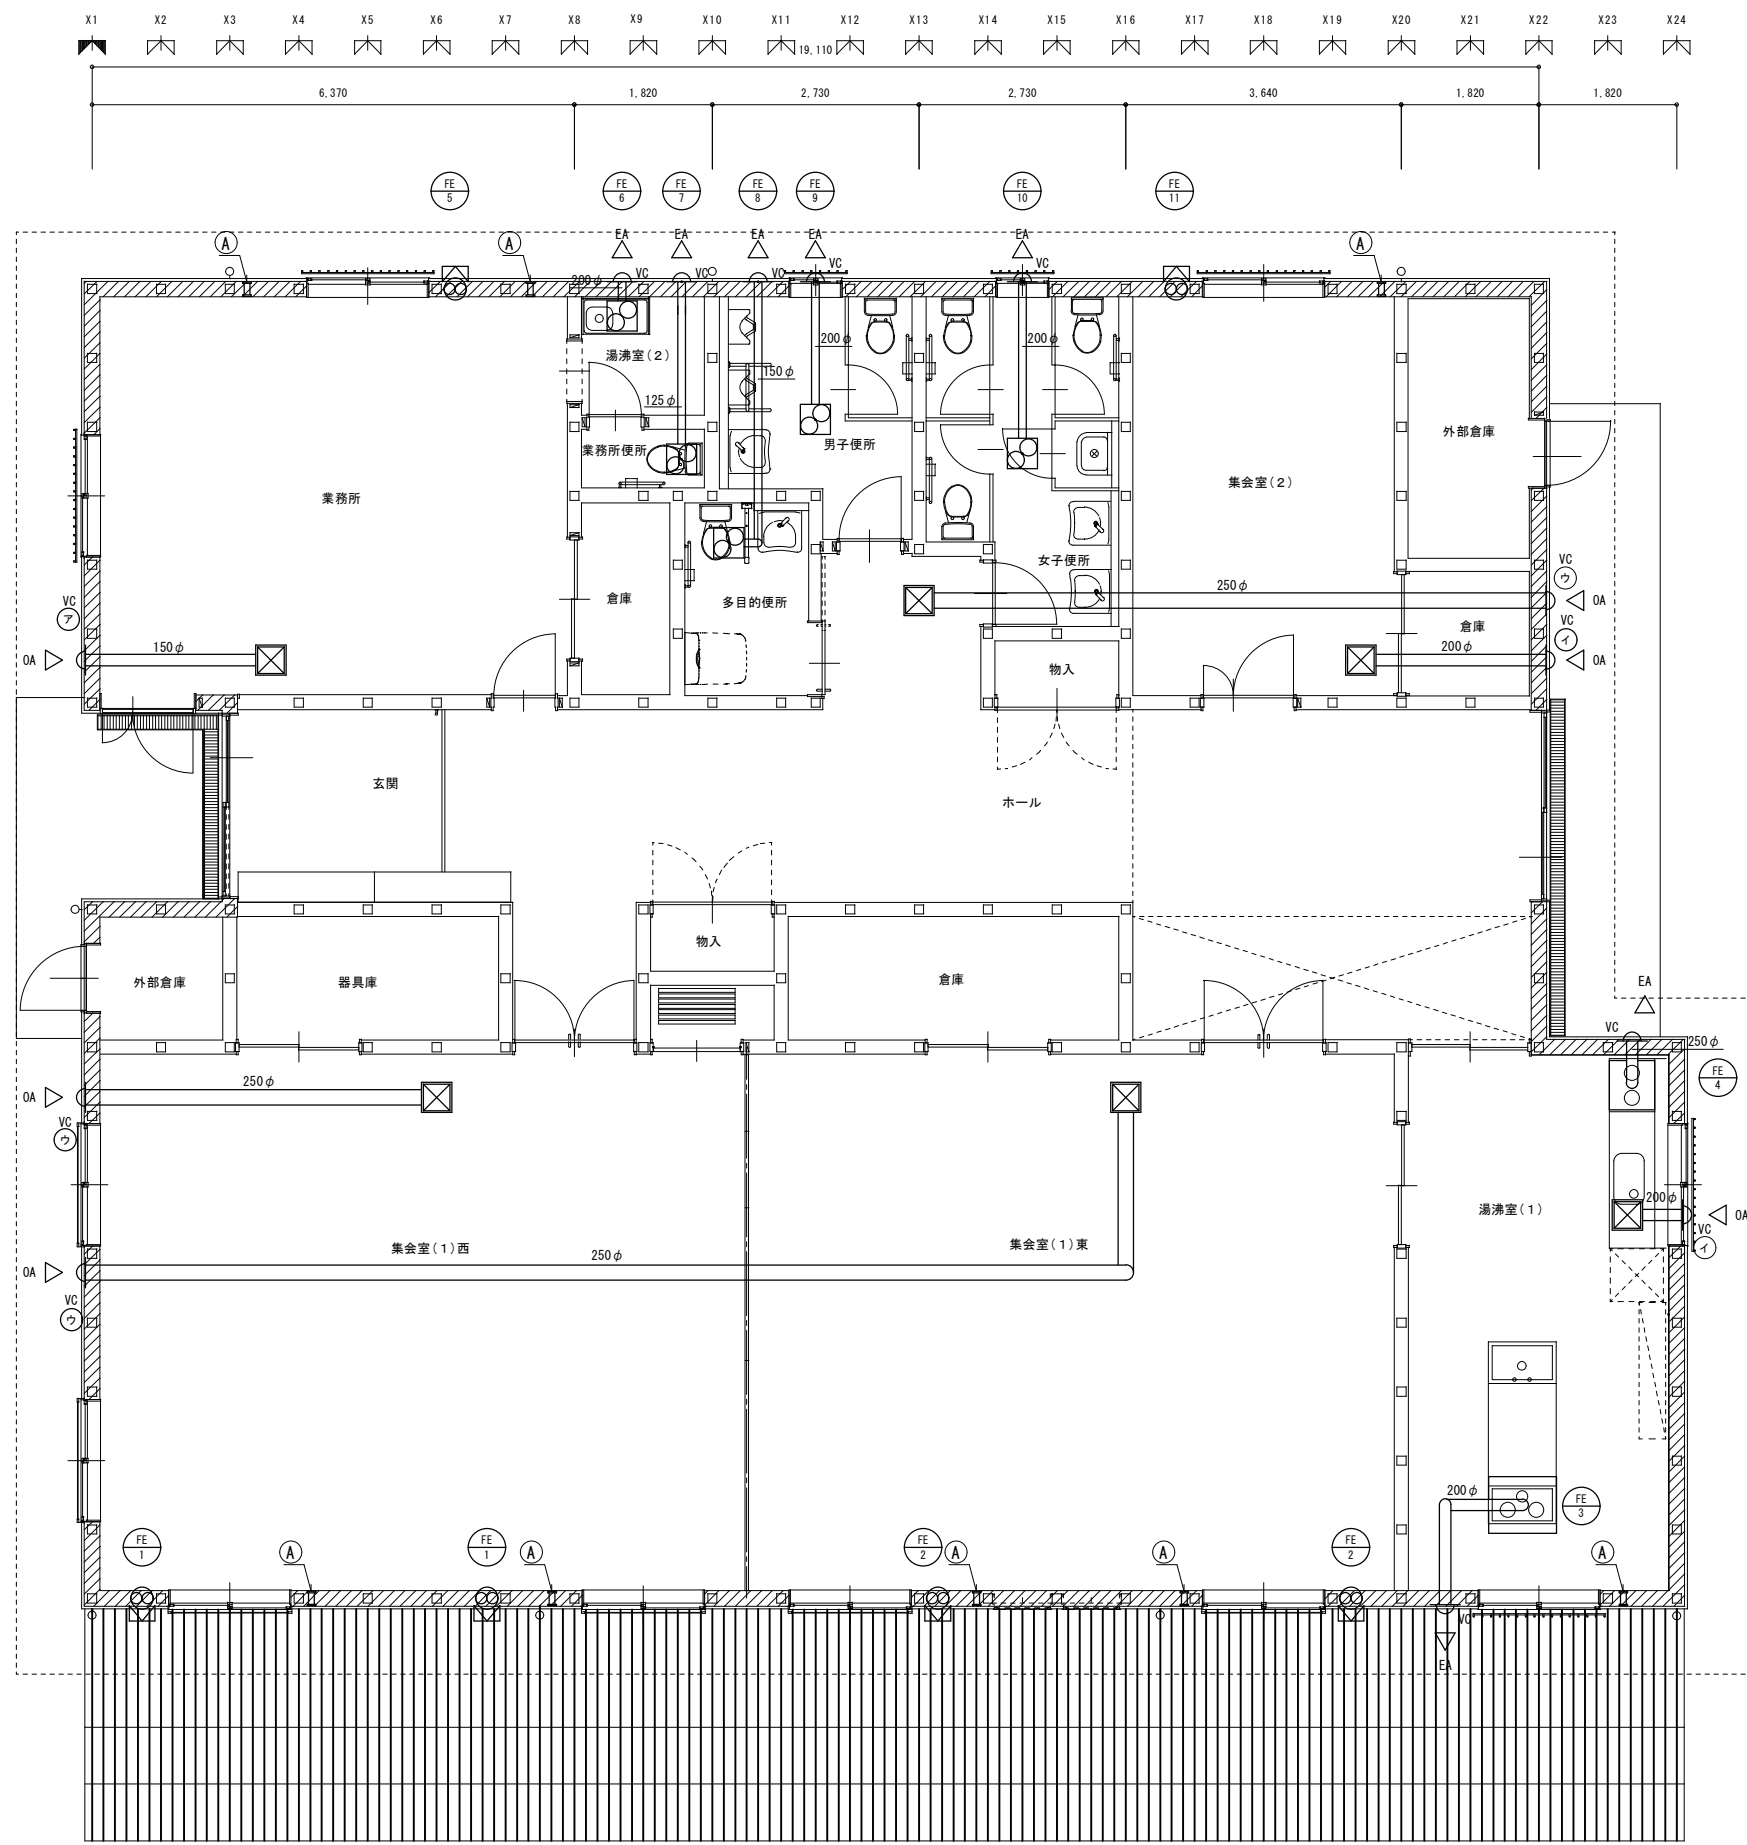 X1 X2 X3 X4 X5 X6 X7 X8 X9 X10 X11 X12 X13 X14 X15 X16 X17 X18 X19 X20 X21 X22 X23 X24
19,110
6,370 1,820 2,730 2,730 3,640 1,820 1,820
FE 5
FE 6
FE 7
FE 8
FE 9
FE 10
FE 11
EA EA EA EA EA
A A A
200φ VC VC VC VC VC
200φ 200φ
湯沸室(2)
150φ
125φ
外部倉庫
男子便所
業務所便所
集会室(2)
業務所
女子便所
VC
ウ
250φ
OA
VC
ア
倉庫
多目的便所
VC
イ
倉庫
150φ
200φ
OA
OA
物入
玄関
ホール
物入
外部倉庫
器具庫
倉庫
EA
VC
250φ
FE 4
250φ
OA
VC
ウ
200φ
湯沸室(1)
OA
VC
イ
集会室(1)西
集会室(1)東
250φ
OA
VC
ウ
200φ
FE 3
FE 1
A
FE 1
A
FE 2
A
A
FE 2
A
VC
EA